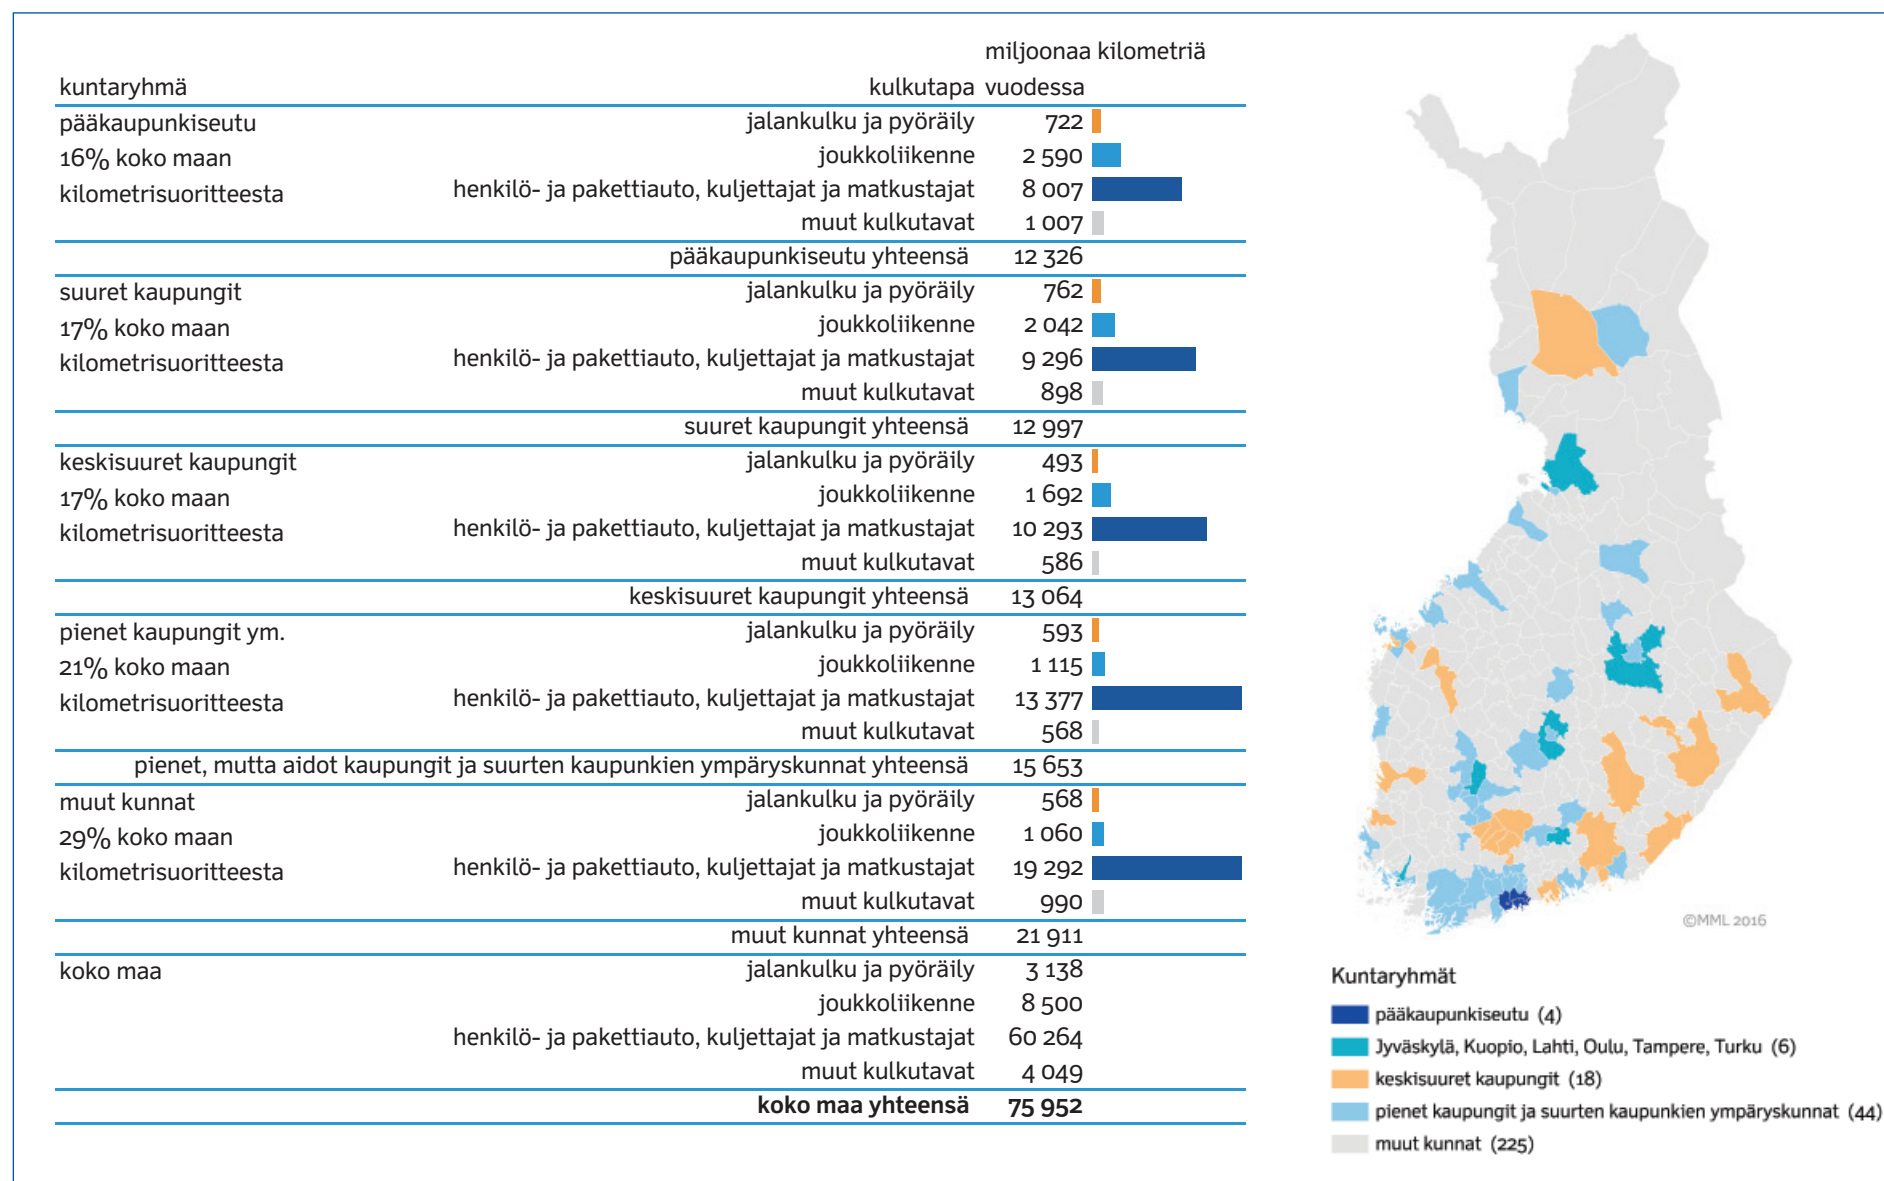 miljoonaa kilometriä
kuntaryhmä kulkutapa vuodessa
pääkaupunkiseutu jalankulku ja pyöräily 722
16% koko maan joukkoliikenne 2 590
kilometrisuoritteesta henkilö- ja pakettiauto, kuljettajat ja matkustajat 8 007
muut kulkutavat 1 007
pääkaupunkiseutu yhteensä 12 326
suuret kaupungit jalankulku ja pyöräily 762
17% koko maan joukkoliikenne 2 042
kilometrisuoritteesta henkilö- ja pakettiauto, kuljettajat ja matkustajat 9 296
muut kulkutavat 898
suuret kaupungit yhteensä 12 997
keskisuuret kaupungit jalankulku ja pyöräily 493
17% koko maan joukkoliikenne 1 692
kilometrisuoritteesta henkilö- ja pakettiauto, kuljettajat ja matkustajat 10 293
muut kulkutavat 586
keskisuuret kaupungit yhteensä 13 064
pienet kaupungit ym. jalankulku ja pyöräily 593
21% koko maan joukkoliikenne 1 115
kilometrisuoritteesta henkilö- ja pakettiauto, kuljettajat ja matkustajat 13 377
muut kulkutavat 568
pienet, mutta aidot kaupungit ja suurten kaupunkien ympäryskunnat yhteensä 15 653
muut kunnat jalankulku ja pyöräily 568
29% koko maan joukkoliikenne 1 060
kilometrisuoritteesta henkilö- ja pakettiauto, kuljettajat ja matkustajat 19 292
muut kulkutavat 990
muut kunnat yhteensä 21 911
koko maa jalankulku ja pyöräily 3 138
joukkoliikenne 8 500
henkilö- ja pakettiauto, kuljettajat ja matkustajat 60 264
muut kulkutavat 4 049
koko maa yhteensä 75 952
©MML 2016
Kuntaryhmät
pääkaupunkiseutu (4)
Jyväskylä, Kuopio, Lahti, Oulu, Tampere, Turku (6)
keskisuuret kaupungit (18)
pienet kaupungit ja suurten kaupunkien ympäryskunnat (44)
muut kunnat (225)